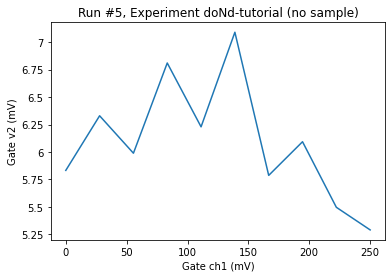 Run #5, Experiment doNd-tutorial (no sample)
7
6.75
6.5
6.25
6
5.75
5.5
5.25
Gate v2 (mV)
0 50 100 150 200 250
Gate ch1 (mV)